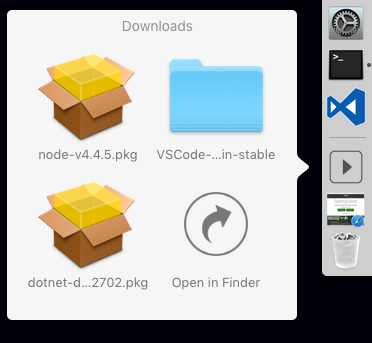 Downloads
node-v4.4.5.pkg
VSCode-...in-stable
dotnet-d...2702.pkg
Open in Finder
>_